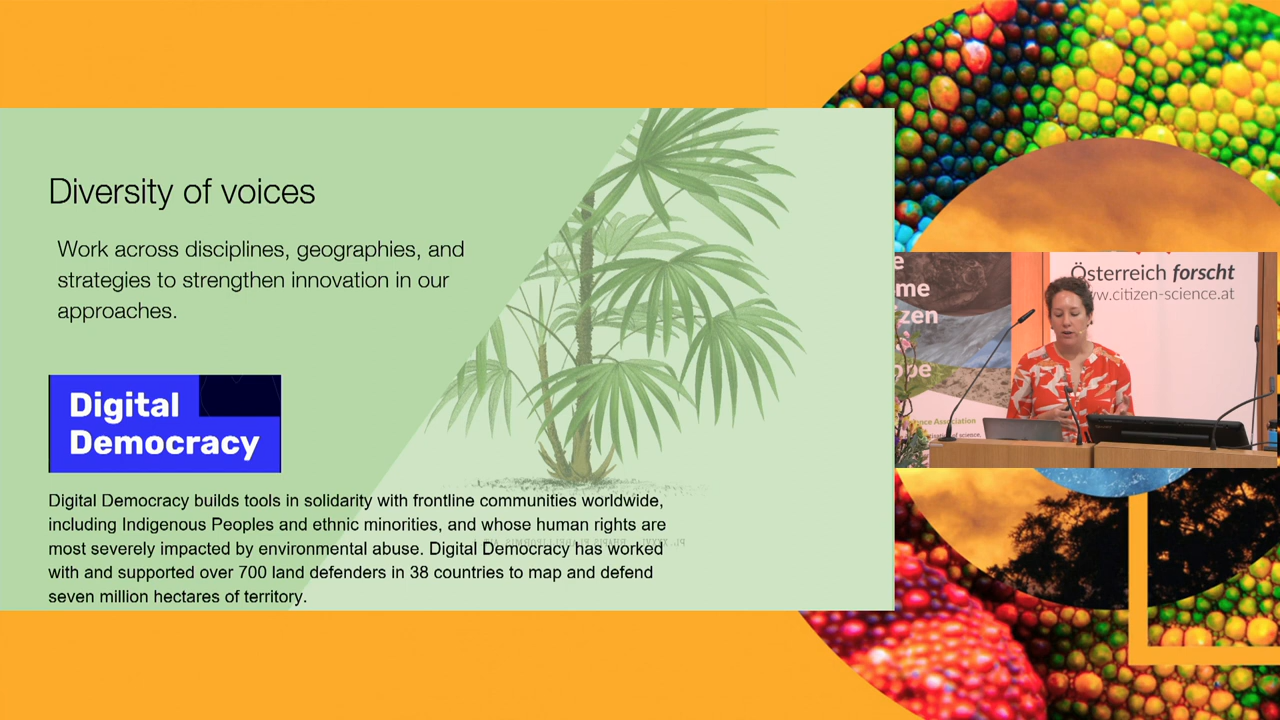 Diversity of voices
Work across disciplines, geographies, and
strategies to strengthen innovation in our
approaches.
Digital
Democracy
Digital Democracy builds tools in solidarity with frontline communities worldwide,
including Indigenous Peoples and ethnic minorities, and whose human rights are
most severely impacted by environmental abuse. Digital Democracy has worked
with and supported over 700 land defenders in 38 countries to map and defend
seven million hectares of territory.
Österreich forscht
www.citizen-science.at